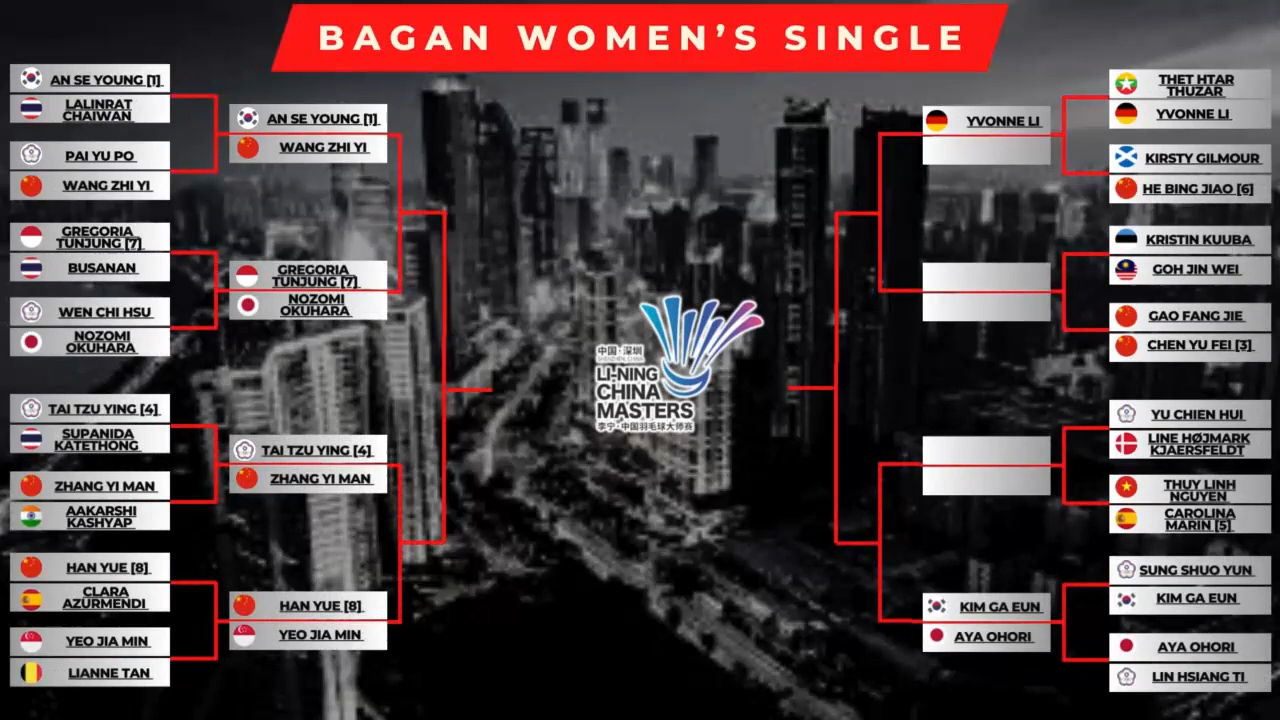 BAGAN WOMEN'S SINGLE
AN SE YOUNG [1]
LALINRAT
CHAIWAN
PAI YU PO
WANG ZHI YI
GREGORIA
TUNJUNG [7]
BUSANAN
WEN CHI HSU
NOZOMI
OKUHARA
TAI TZU YING [4]
SUPANIDA
KATETHONG
ZHANG YI MAN
AAKARSHI
KASHYAP
HAN YUE [8]
CLARA
AZURMENDI
YEO JIA MIN
LIANNE TAN
AN SE YOUNG [1]
WANG ZHI YI
GREGORIA
TUNJUNG [7]
NOZOMI
OKUHARA
TAI TZU YING [4]
ZHANG YI MAN
HAN YUE [8]
YEO JIA MIN
中国·深圳
SHENZHEN, CHINA
LI-NING
CHINA
MASTERS
李宁·中国羽毛球大师赛
YVONNE LI
KIM GA EUN
AYA OHORI
THET HTAR
THUZAR
YVONNE LI
KIRSTY GILMOUR
HE BING JIAO [6]
KRISTIN KUUBA
GOH JIN WEI
GAO FANG JIE
CHEN YU FEI [3]
YU CHIEN HUI
LINE HØJMARK
KJAERSFELDT
THUY LINH
NGUYEN
CAROLINA
MARIN [5]
SUNG SHUO YUN
KIM GA EUN
AYA OHORI
LIN HSIANG TI